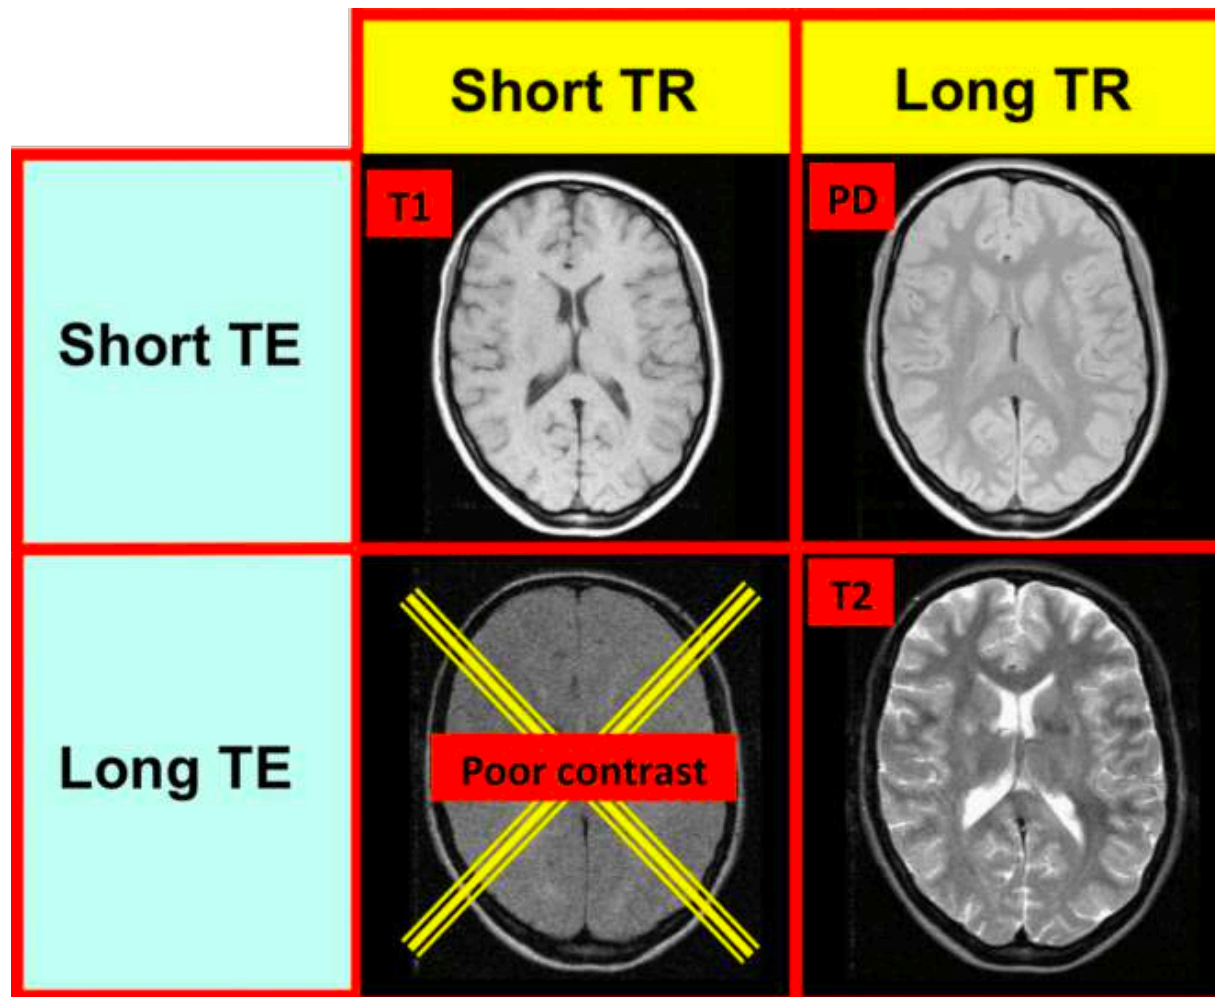 Short TR
Long TR
Short TE
T1
PD
Long TE
Poor contrast
T2